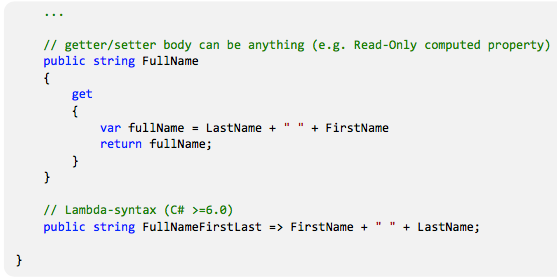 ...
// getter/setter body can be anything (e.g. Read-Only computed property)
public string FullName
{
get
{
var fullName = LastName + " " + FirstName
return fullName;
}
}
// Lambda-syntax (C# >=6.0)
public string FullNameFirstLast => FirstName + " " + LastName;
}